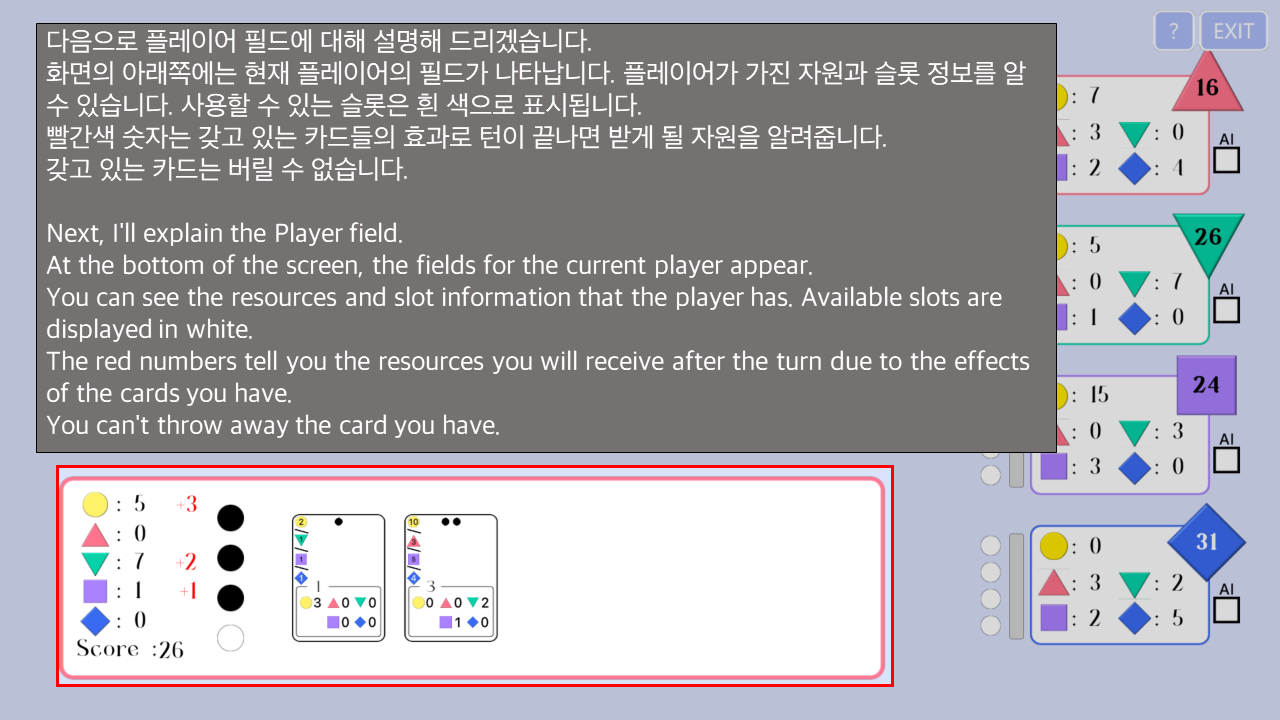 다음으로 플레이어 필드에 대해 설명해 드리겠습니다.
화면의 아래쪽에는 현재 플레이어의 필드가 나타납니다. 플레이어가 가진 자원과 슬롯 정보를 알
수 있습니다. 사용할 수 있는 슬롯은 흰 색으로 표시됩니다.
빨간색 숫자는 갖고 있는 카드들의 효과로 턴이 끝나면 받게 될 자원을 알려줍니다.
갖고 있는 카드는 버릴 수 없습니다.
Next, I'll explain the Player field.
At the bottom of the screen, the fields for the current player appear.
You can see the resources and slot information that the player has. Available slots are
displayed in white.
The red numbers tell you the resources you will receive after the turn due to the effects
of the cards you have.
You can't throw away the card you have.
? EXIT
16
: 7
: 3 : 0
: 2 : 4
AI
26
: 5
: 0 : 7
: 1 : 0
AI
24
: 15
: 0 : 3
: 3 : 0
AI
31
: 0
: 3 : 2
: 2 : 5
AI
: 5 +3
: 0
: 7 +2
: 1 +1
: 0
Score :26
2
1
1
1
1
3 0 0
0 0
10
3
5
4
3
0 0 2
1 0